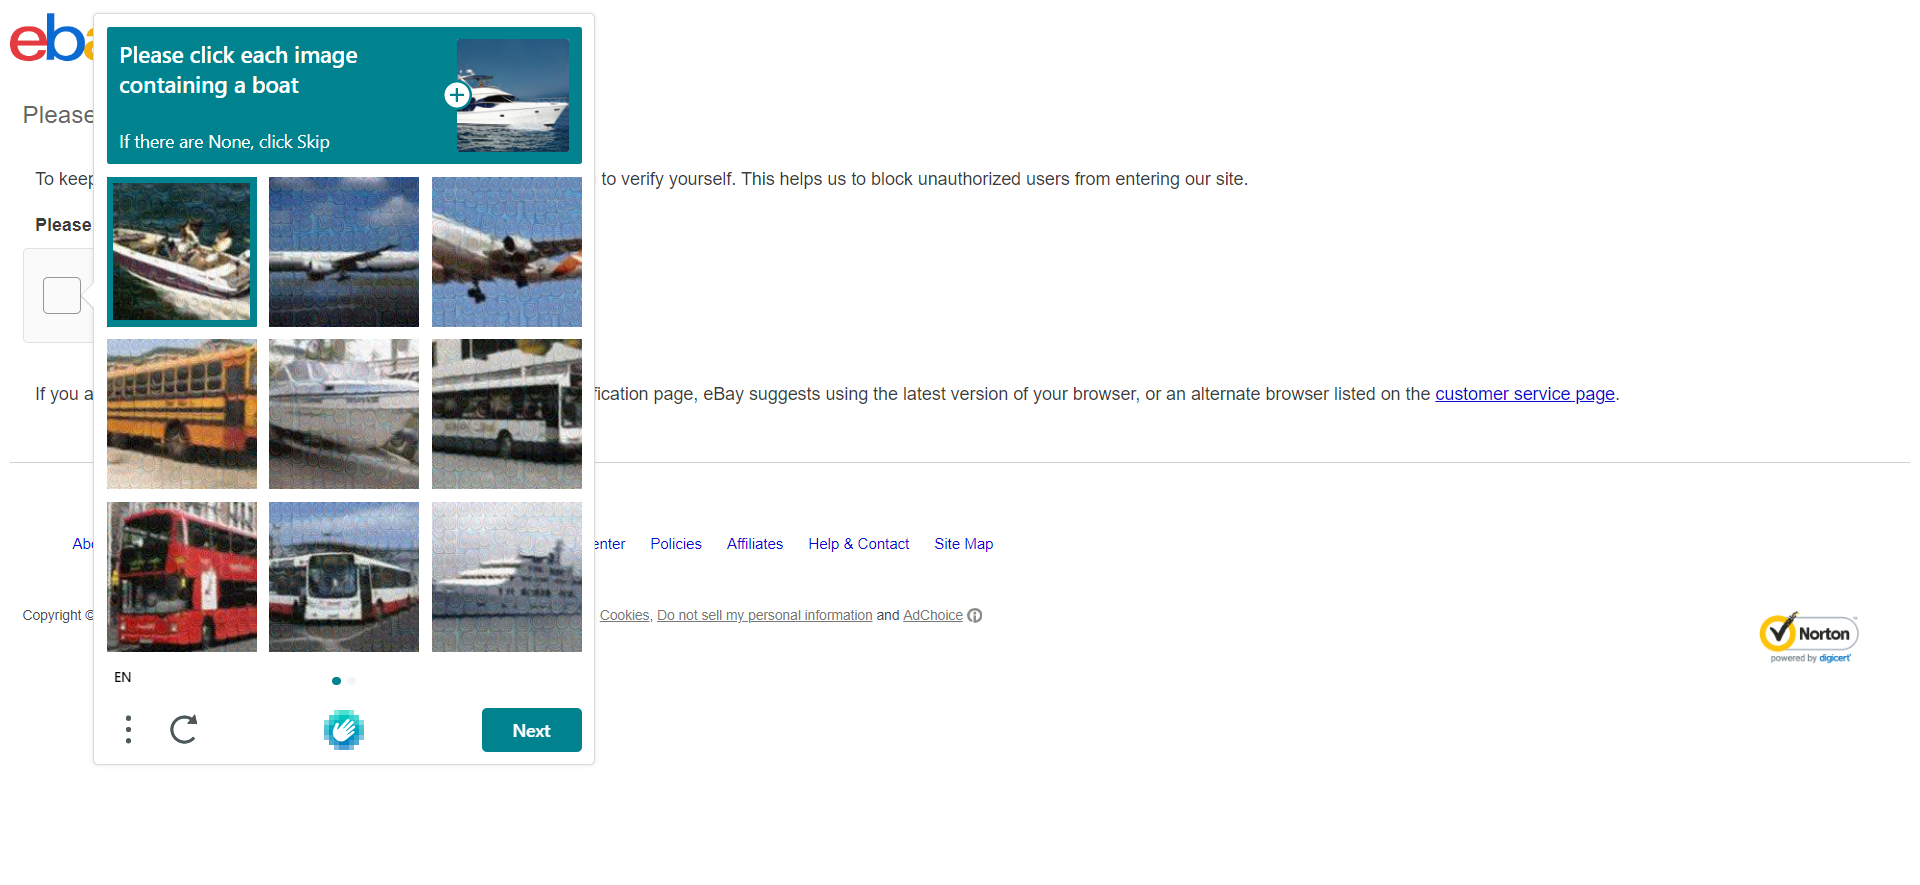 eba
Please click each image
containing a boat
If there are None, click Skip
Please
To keep
to verify yourself. This helps us to block unauthorized users from entering our site.
Please
If you a
fication page, eBay suggests using the latest version of your browser, or an alternate browser listed on the customer service page.
Abo
enter Policies Affiliates Help & Contact Site Map
Copyright ©
Cookies, Do not sell my personal information and AdChoice
Norton
powered by digicert
EN
Next